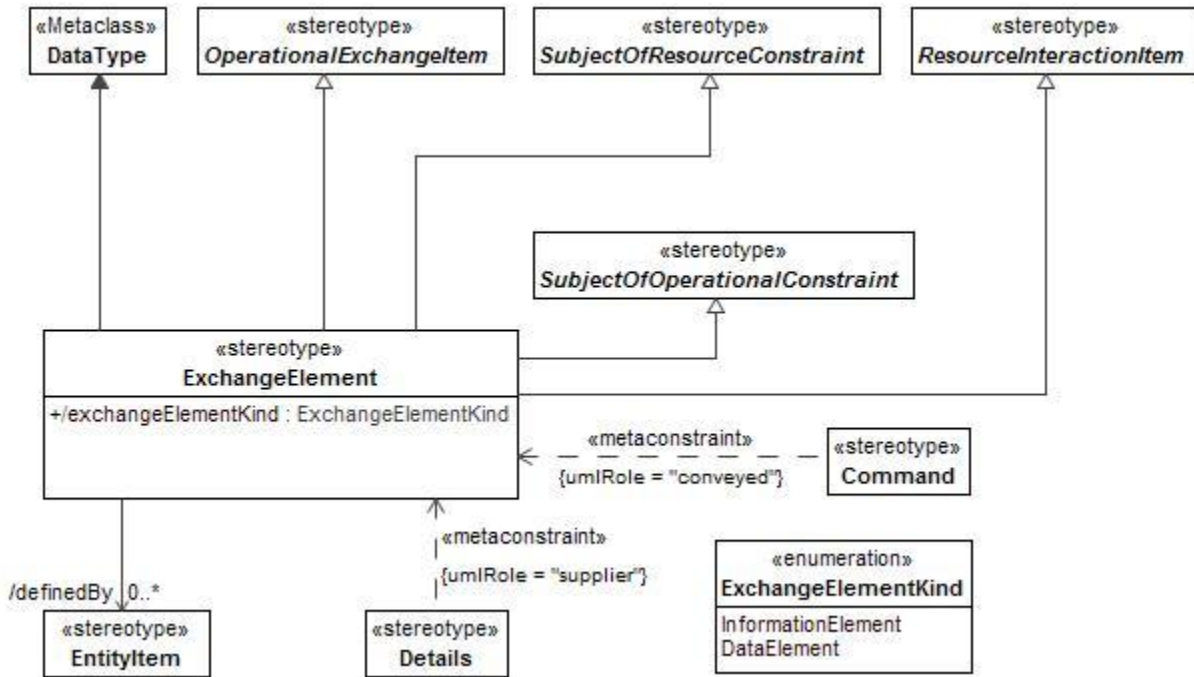 «Metaclass»
DataType
«stereotype»
OperationalExchangeItem
«stereotype»
SubjectOfResourceConstraint
«stereotype»
ResourceInteractionItem
«stereotype»
SubjectOfOperationalConstraint
«stereotype»
ExchangeElement
+/exchangeElementKind : ExchangeElementKind
«metaconstraint»
{umlRole = "conveyed"}
«stereotype»
Command
«metaconstraint»
{umlRole = "supplier"}
/definedBy 0..*
«stereotype»
EntityItem
«stereotype»
Details
«enumeration»
ExchangeElementKind
InformationElement
DataElement